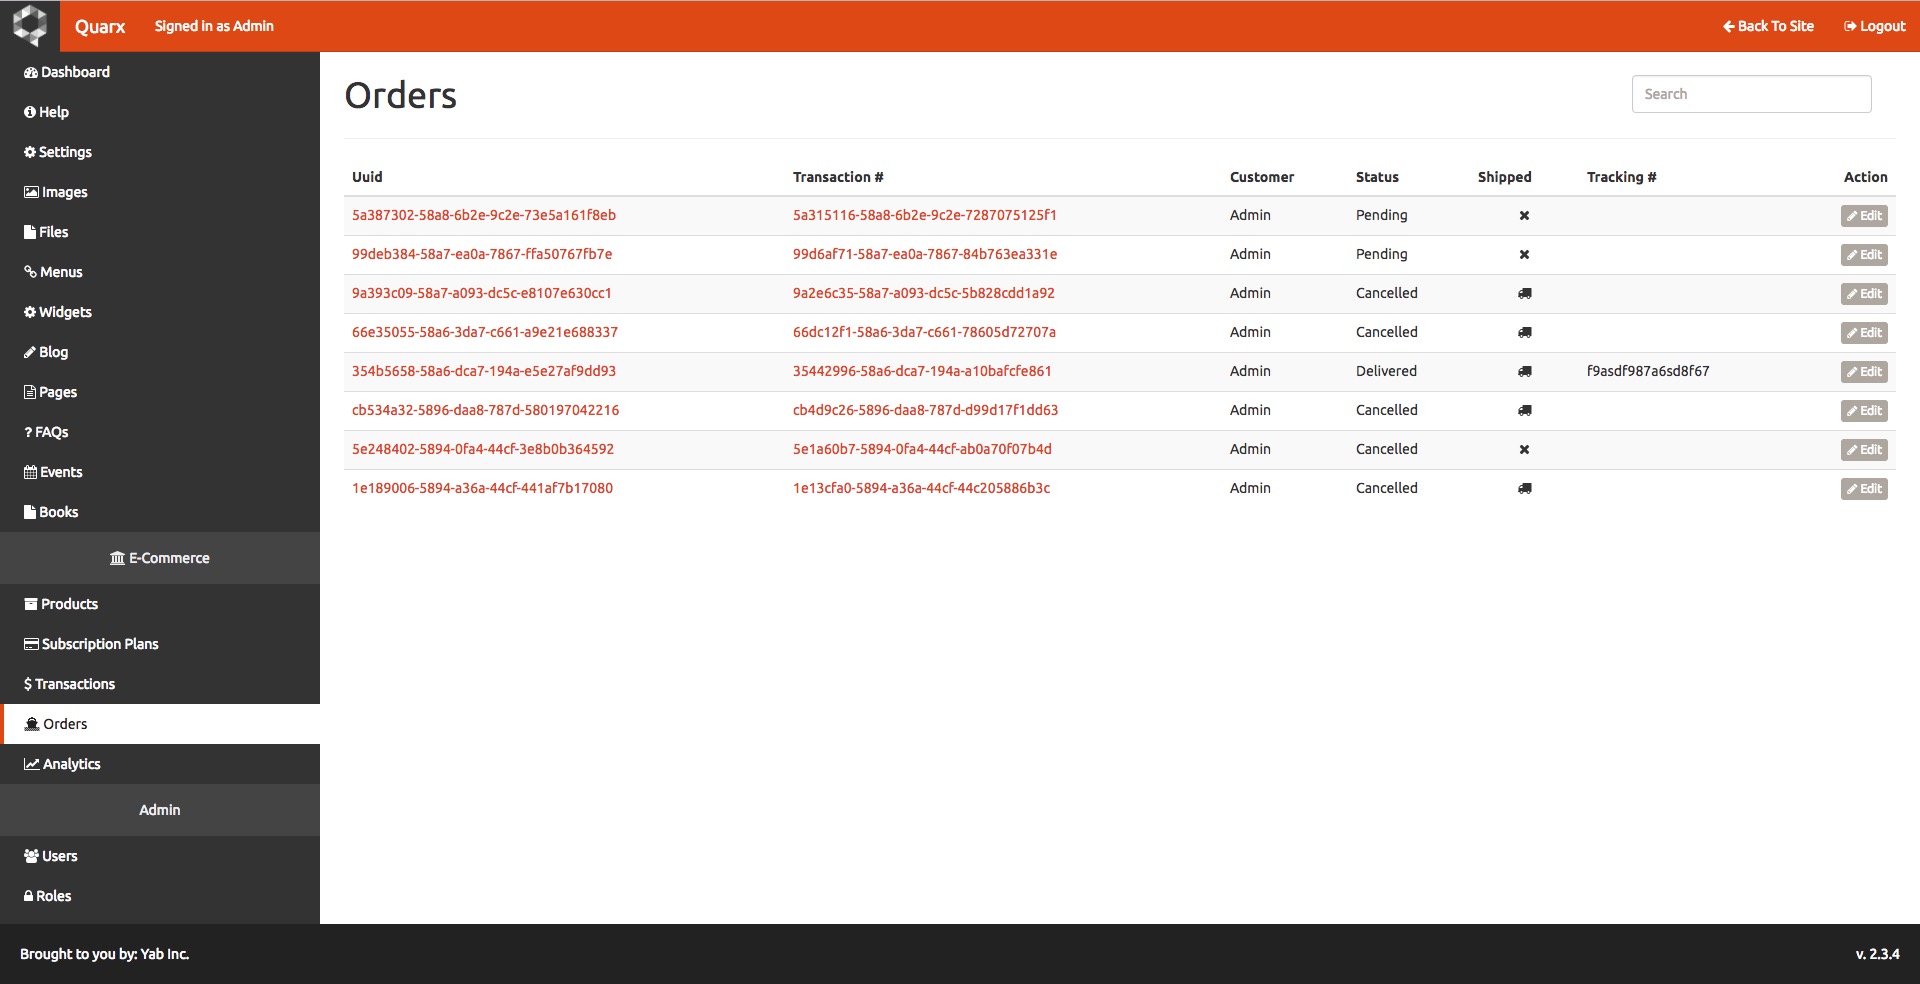 Quarx Signed in as Admin Back To Site Logout
Dashboard
Help
Settings
Images
Files
Menus
Widgets
Blog
Pages
? FAQs
Events
Books
E-Commerce
Products
Subscription Plans
$ Transactions
Orders
Analytics
Admin
Users
Roles
Orders
Search
Uuid Transaction # Customer Status Shipped Tracking # Action
5a387302-58a8-6b2e-9c2e-73e5a161f8eb 5a315116-58a8-6b2e-9c2e-7287075125f1 Admin Pending Edit
99deb384-58a7-ea0a-7867-ffa50767fb7e 99d6af71-58a7-ea0a-7867-84b763ea331e Admin Pending Edit
9a393c09-58a7-a093-dc5c-e8107e630cc1 9a2e6c35-58a7-a093-dc5c-5b828cdd1a92 Admin Cancelled Edit
66e35055-58a6-3da7-c661-a9e21e688337 66dc12f1-58a6-3da7-c661-78605d72707a Admin Cancelled Edit
354b5658-58a6-dca7-194a-e5e27af9dd93 35442996-58a6-dca7-194a-a10bafcfe861 Admin Delivered f9asdf987a6sd8f67 Edit
cb534a32-5896-daa8-787d-580197042216 cb4d9c26-5896-daa8-787d-d99d17f1dd63 Admin Cancelled Edit
5e248402-5894-0fa4-44cf-3e8b0b364592 5e1a60b7-5894-0fa4-44cf-ab0a70f07b4d Admin Cancelled Edit
1e189006-5894-a36a-44cf-441af7b17080 1e13cfa0-5894-a36a-44cf-44c205886b3c Admin Cancelled Edit
Brought to you by: Yab Inc. v. 2.3.4